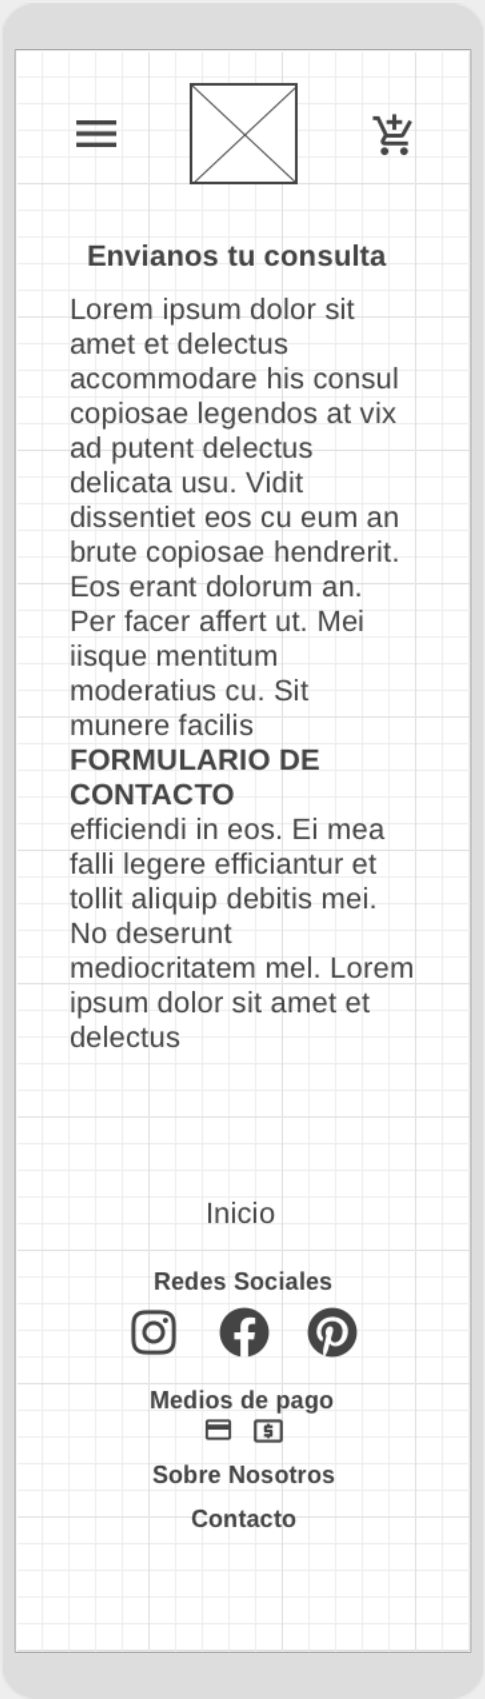 Envianos tu consulta
Lorem ipsum dolor sit
amet et delectus
accommodare his consul
copiosae legendos at vix
ad putent delectus
delicata usu. Vidit
dissentiet eos cu eum an
brute copiosae hendrerit.
Eos erant dolorum an.
Per facer affert ut. Mei
iisque mentitum
moderatius cu. Sit
munere facilis
FORMULARIO DE
CONTACTO
efficiendi in eos. Ei mea
falli legere efficiantur et
tollit aliquip debitis mei.
No deserunt
mediocritatem mel. Lorem
ipsum dolor sit amet et
delectus
Inicio
Redes Sociales
Medios de pago
Sobre Nosotros
Contacto